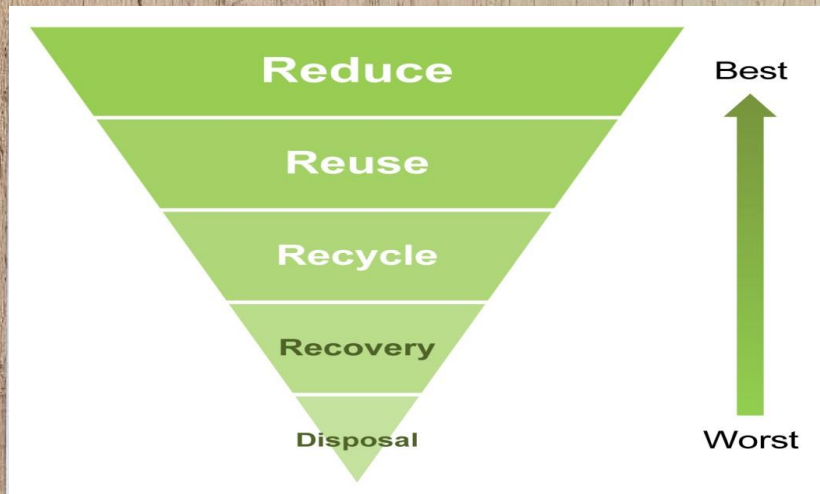 Reduce
Best
Reuse
Recycle
Recovery
Disposal
Worst